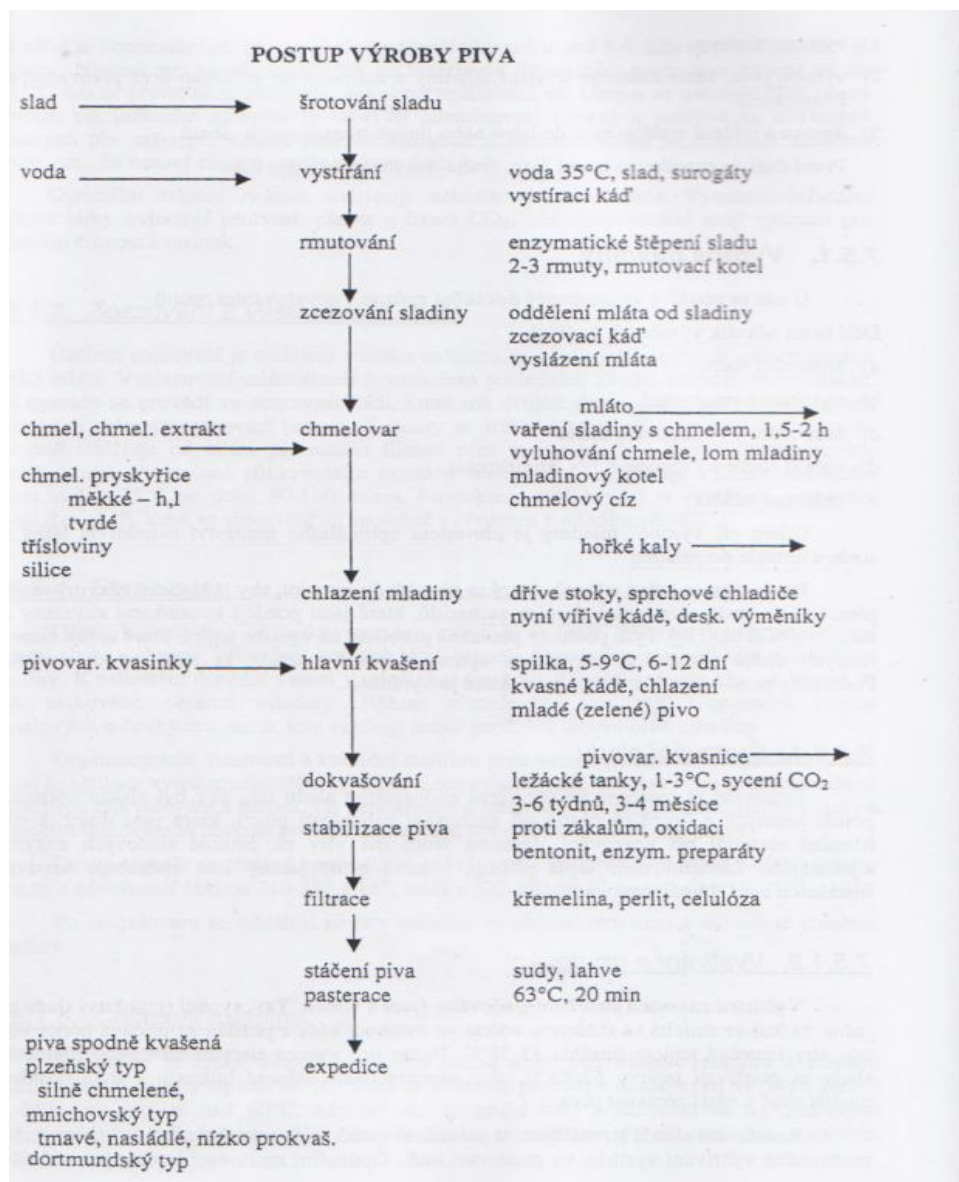 POSTUP VÝROBY PIVA
slad šrotování sladu
voda vystírání voda 35°C, slad, surogáty
vystírací káď
rmutování enzymatické štěpení sladu
2-3 rmuty, rmutovací kotel
zcezování sladiny oddělení mláta od sladiny
zcezovací káď
vyslázení mláta
mláto
chmel, chmel. extrakt chmelovar vaření sladiny s chmelem, 1,5-2 h
vyluhování chmele, lom mladiny
chmel. pryskyřice mladinový kotel
měkké – h,l chmelový cíz
tvrdé
třísloviny hořké kaly
silice
chlazení mladiny dříve stoky, sprchové chladiče
nyní vířivé kádě, desk. výměníky
pivovar. kvasinky hlavní kvašení spilka, 5-9°C, 6-12 dní
kvasné kádě, chlazení
mladé (zelené) pivo
pivovar. kvasnice
dokvašování ležácké tanky, 1-3°C, sycení CO₂
3-6 týdnů, 3-4 měsíce
stabilizace piva proti zákalům, oxidaci
bentonit, enzym. preparáty
filtrace křemelina, perlit, celulóza
stáčení piva sudy, lahve
pasterace 63°C, 20 min
piva spodně kvašená
plzeňský typ expedice
silně chmelené,
mnichovský typ
tmavé, nasládlé, nízko prokvaš.
dortmundský typ